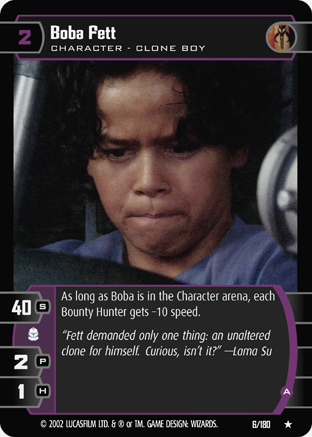 2
Boba Fett
CHARACTER - CLONE BOY
40 S
As long as Boba is in the Character arena, each
Bounty Hunter gets -10 speed.
2 P
"Fett demanded only one thing: an unaltered
clone for himself. Curious, isn't it?" —Lama Su
1 H
A
© 2002 LUCASFILM LTD. & ® or TM. GAME DESIGN: WIZARDS. 6/180 ★